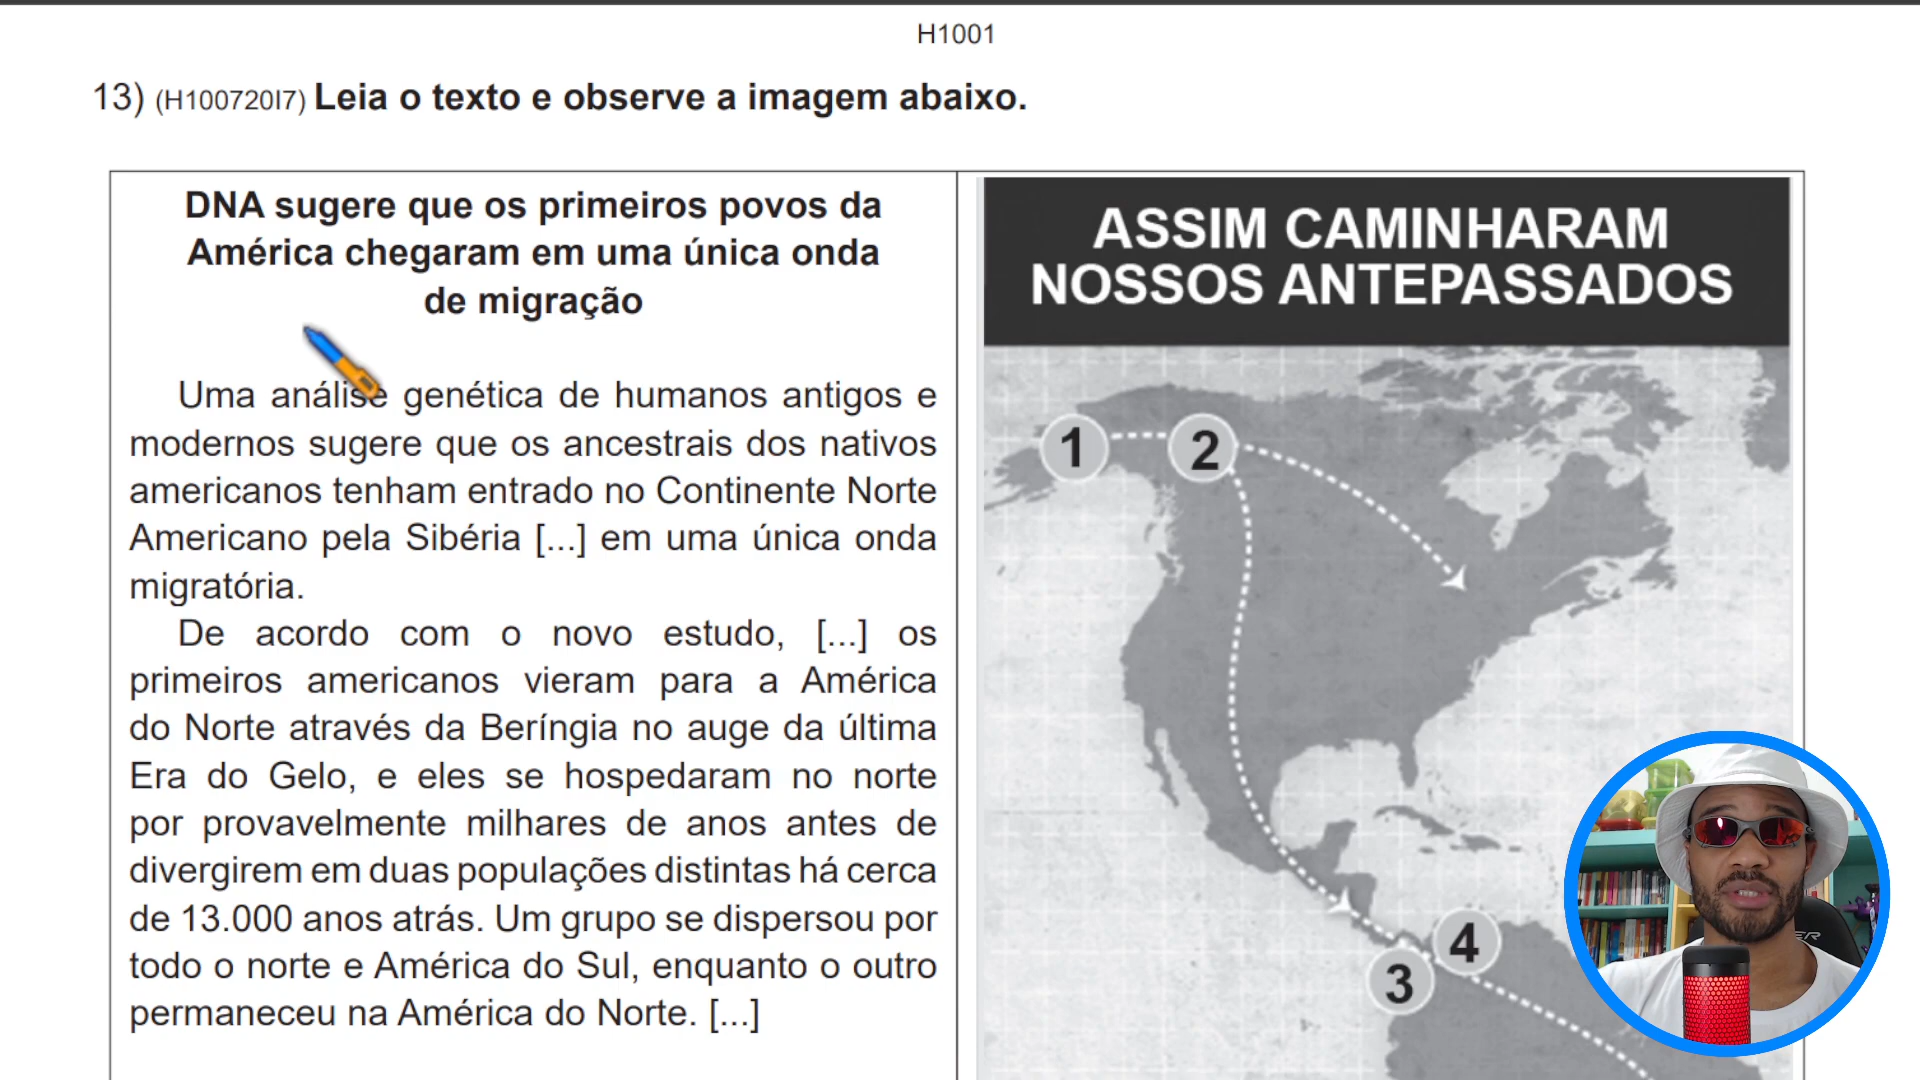 H1001
13) (H100720I7) Leia o texto e observe a imagem abaixo.
DNA sugere que os primeiros povos da
América chegaram em uma única onda
de migração
Uma análise genética de humanos antigos e
modernos sugere que os ancestrais dos nativos
americanos tenham entrado no Continente Norte
Americano pela Sibéria [...] em uma única onda
migratória.
De acordo com o novo estudo, [...] os
primeiros americanos vieram para a América
do Norte através da Beríngia no auge da última
Era do Gelo, e eles se hospedaram no norte
por provavelmente milhares de anos antes de
divergirem em duas populações distintas há cerca
de 13.000 anos atrás. Um grupo se dispersou por
todo o norte e América do Sul, enquanto o outro
permaneceu na América do Norte. [...]
ASSIM CAMINHARAM
NOSSOS ANTEPASSADOS
1
2
4
3